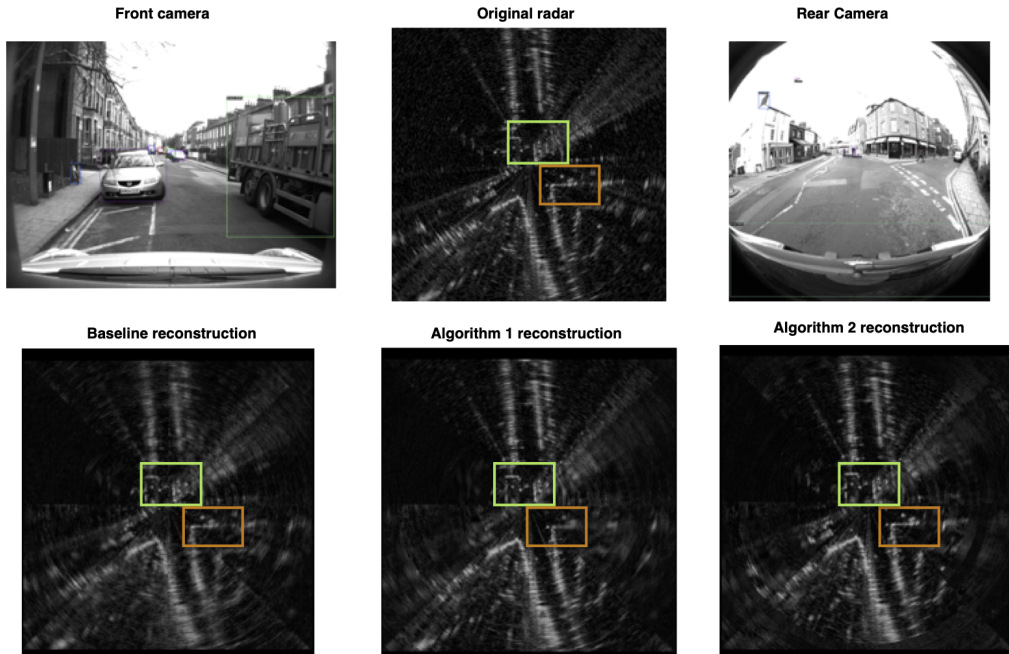 Front camera
Original radar
Rear Camera
Baseline reconstruction
Algorithm 1 reconstruction
Algorithm 2 reconstruction